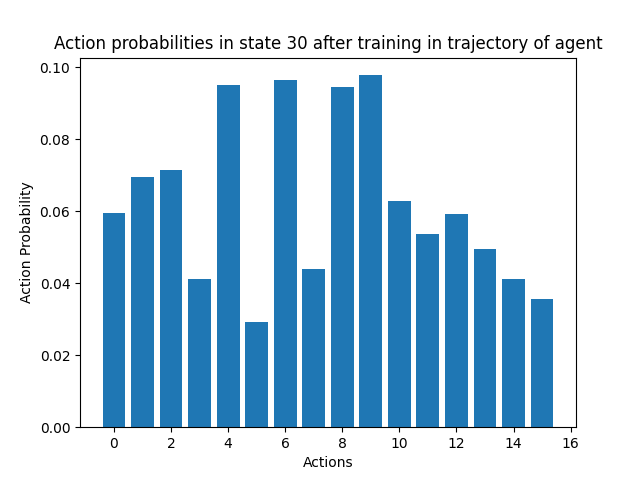 Action probabilities in state 30 after training in trajectory of agent
0.10
0.08
0.06
0.04
0.02
0.00
Action Probability
0 2 4 6 8 10 12 14 16
Actions